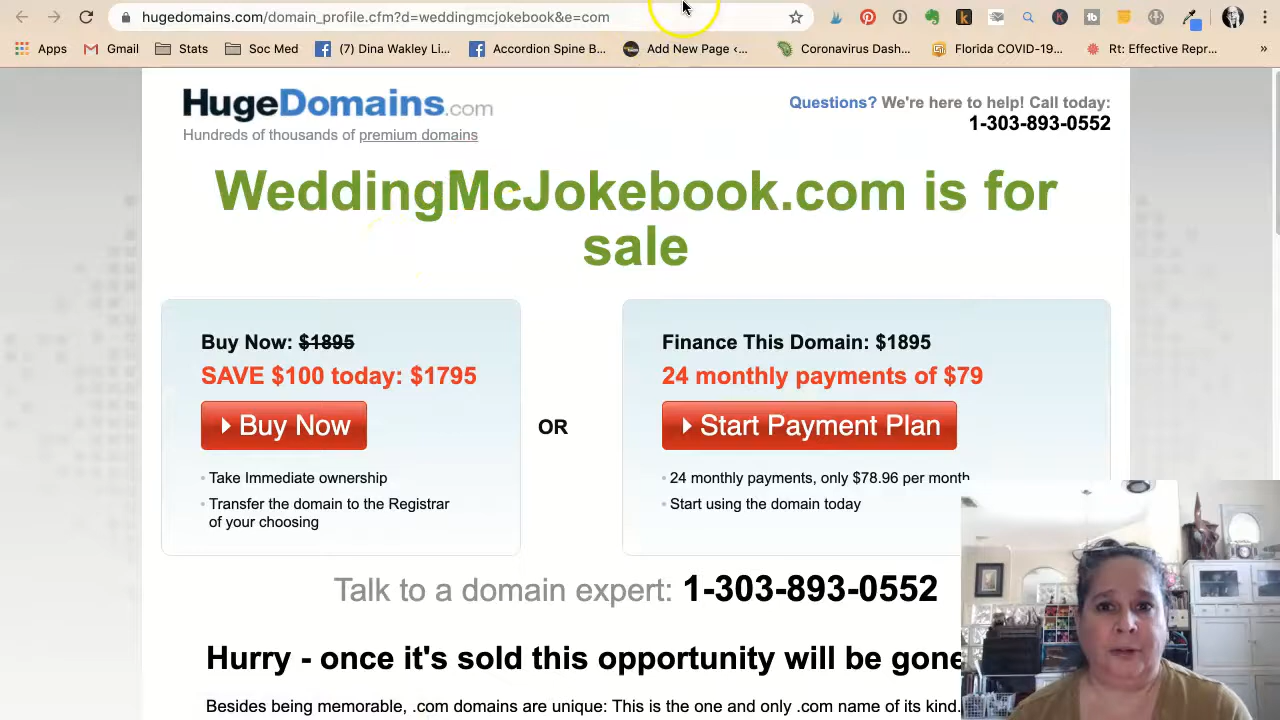 hugedomains.com/domain_profile.cfm?d=weddingmcjokebook&e=com
Apps Gmail Stats Soc Med (7) Dina Wakley Li... Accordion Spine B... Add New Page <... Coronavirus Dash... Florida COVID-19... Rt: Effective Repr... »
HugeDomains.com
Hundreds of thousands of premium domains
Questions? We're here to help! Call today:
1-303-893-0552
WeddingMcJokebook.com is for
sale
Buy Now: $1895
SAVE $100 today: $1795
Buy Now
· Take Immediate ownership
· Transfer the domain to the Registrar
of your choosing
OR
Finance This Domain: $1895
24 monthly payments of $79
Start Payment Plan
· 24 monthly payments, only $78.96 per month
· Start using the domain today
Talk to a domain expert: 1-303-893-0552
Hurry - once it's sold this opportunity will be gone
Besides being memorable, .com domains are unique: This is the one and only .com name of its kind.